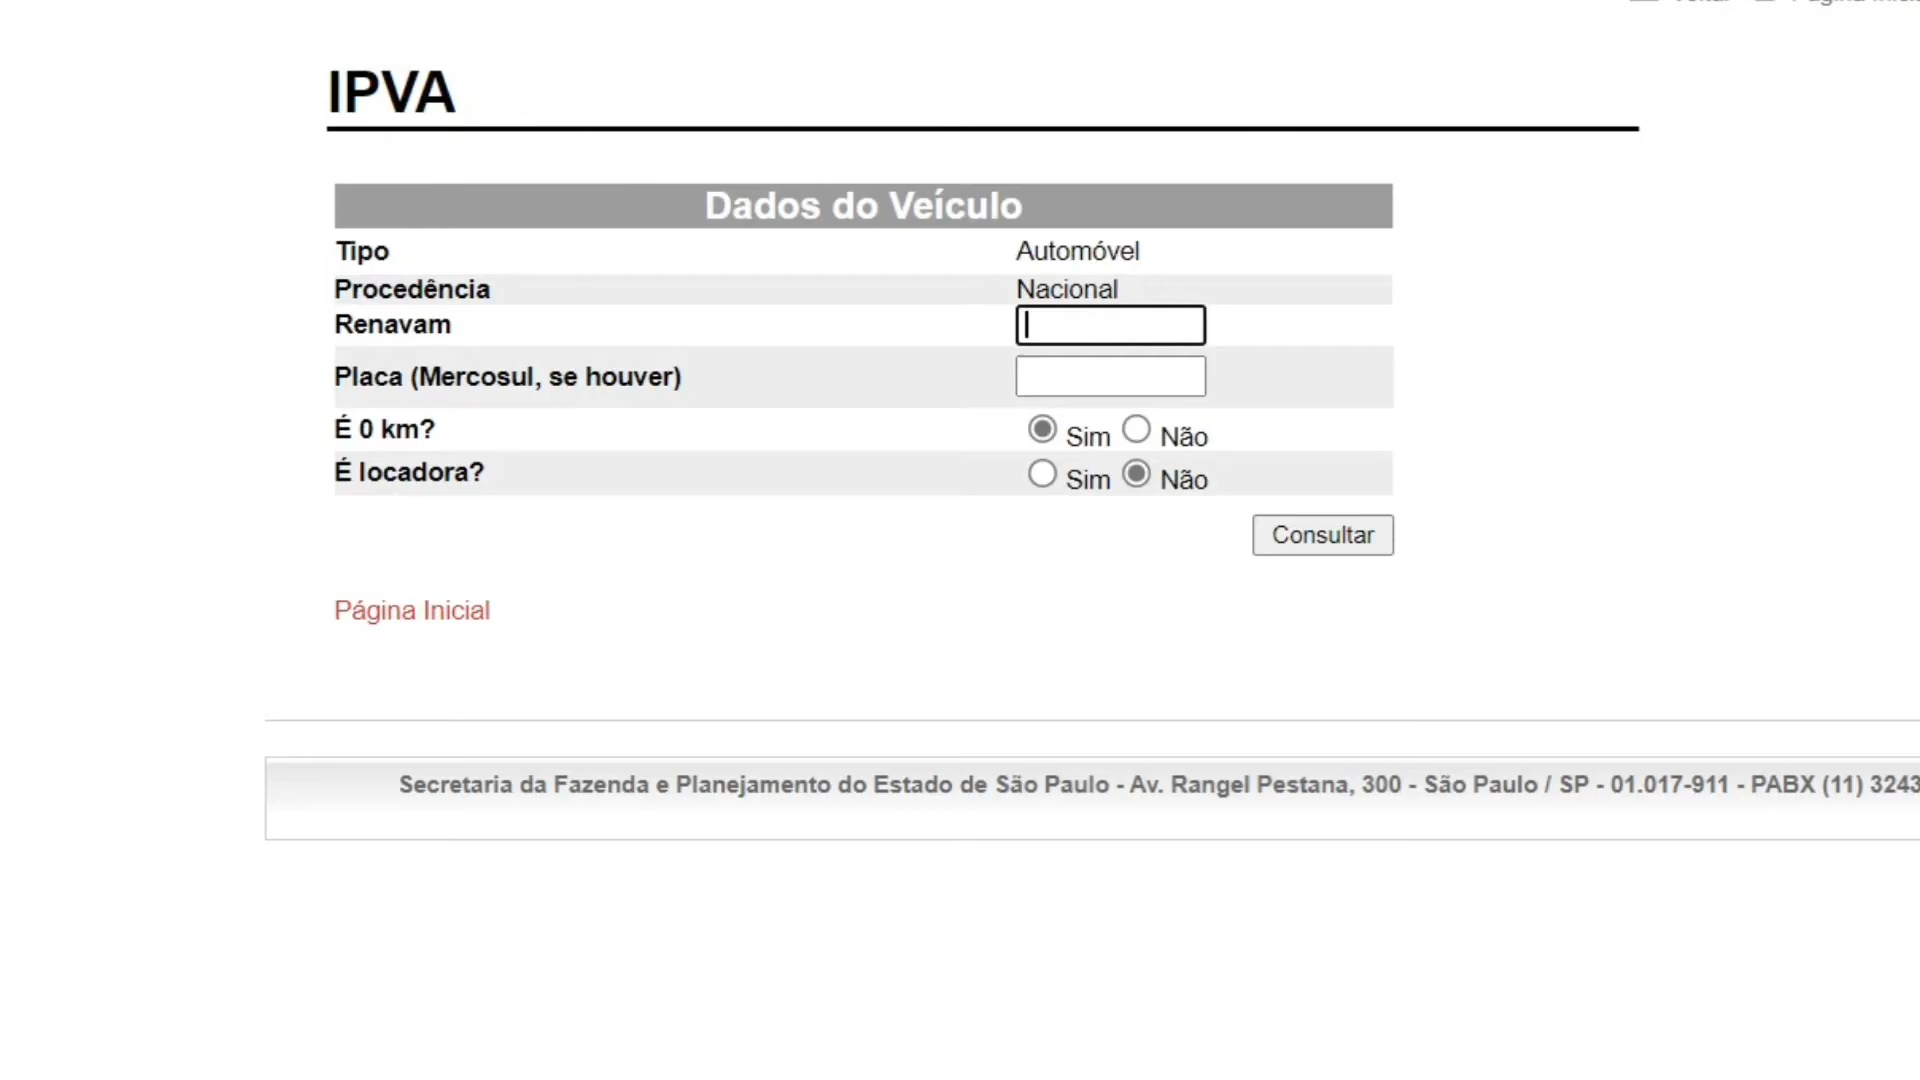 IPVA
Dados do Veículo
Tipo Automóvel
Procedência Nacional
Renavam
Placa (Mercosul, se houver)
É 0 km? Sim Não
É locadora? Sim Não
Consultar
Página Inicial
Secretaria da Fazenda e Planejamento do Estado de São Paulo - Av. Rangel Pestana, 300 - São Paulo / SP - 01.017-911 - PABX (11) 3243